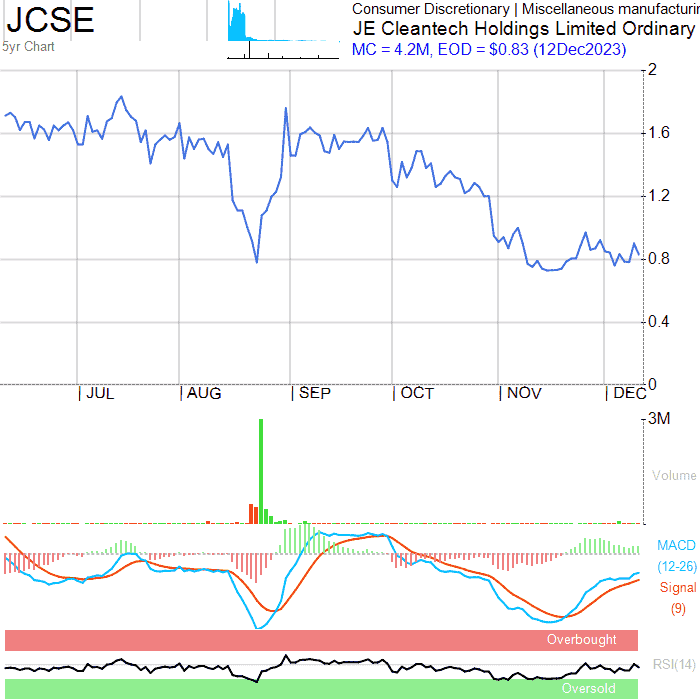 JCSE
5yr Chart
Consumer Discretionary | Miscellaneous manufacturin
JE Cleantech Holdings Limited Ordinary
MC = 4.2M, EOD = $0.83 (12Dec2023)
2
1.6
1.2
0.8
0.4
0
| JUL | AUG | SEP | OCT | NOV | DEC
3M
Volume
MACD
(12-26)
Signal
(9)
Overbought
RSI(14)
Oversold